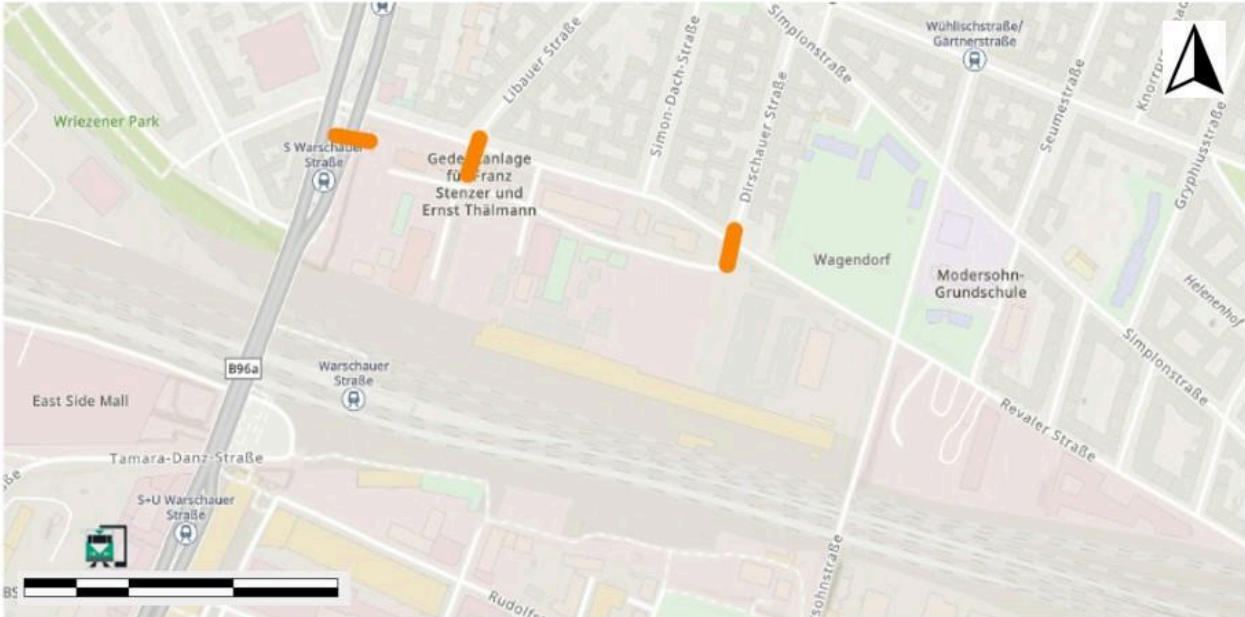 Libauer Straße
Simon-Dach-Straße
Simplonstraße
Dirschauer Straße
Wühlischstraße/
Gärtnerstraße
Seumestraße
Gryphiusstraße
Wriezener Park
S Warschauer
Straße
für Franz
Stenzer und
Ernst Thälmann
Wagendorf
Modersohn-
Grundschule
Helenenhof
Simplonstraße
Revaler Straße
B96a
Warschauer
Straße
East Side Mall
Tamara-Danz-Straße
S+U Warschauer
Straße